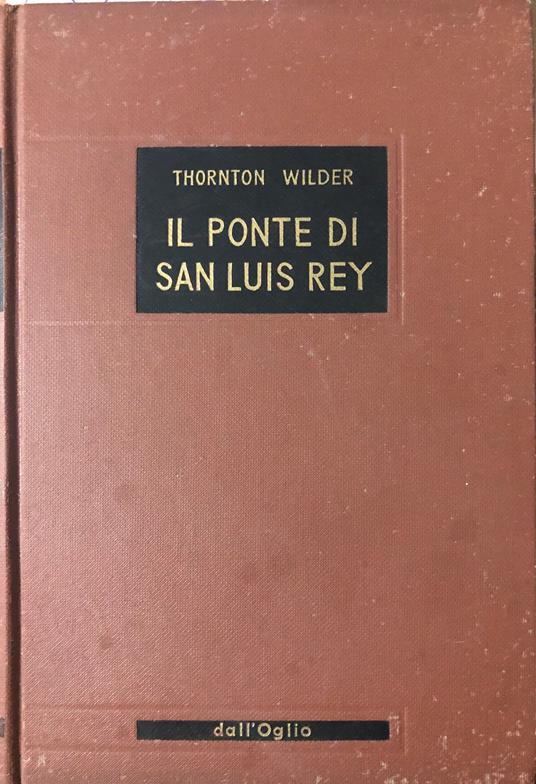 THORNTON WILDER
IL PONTE DI
SAN LUIS REY
dall'Oglio